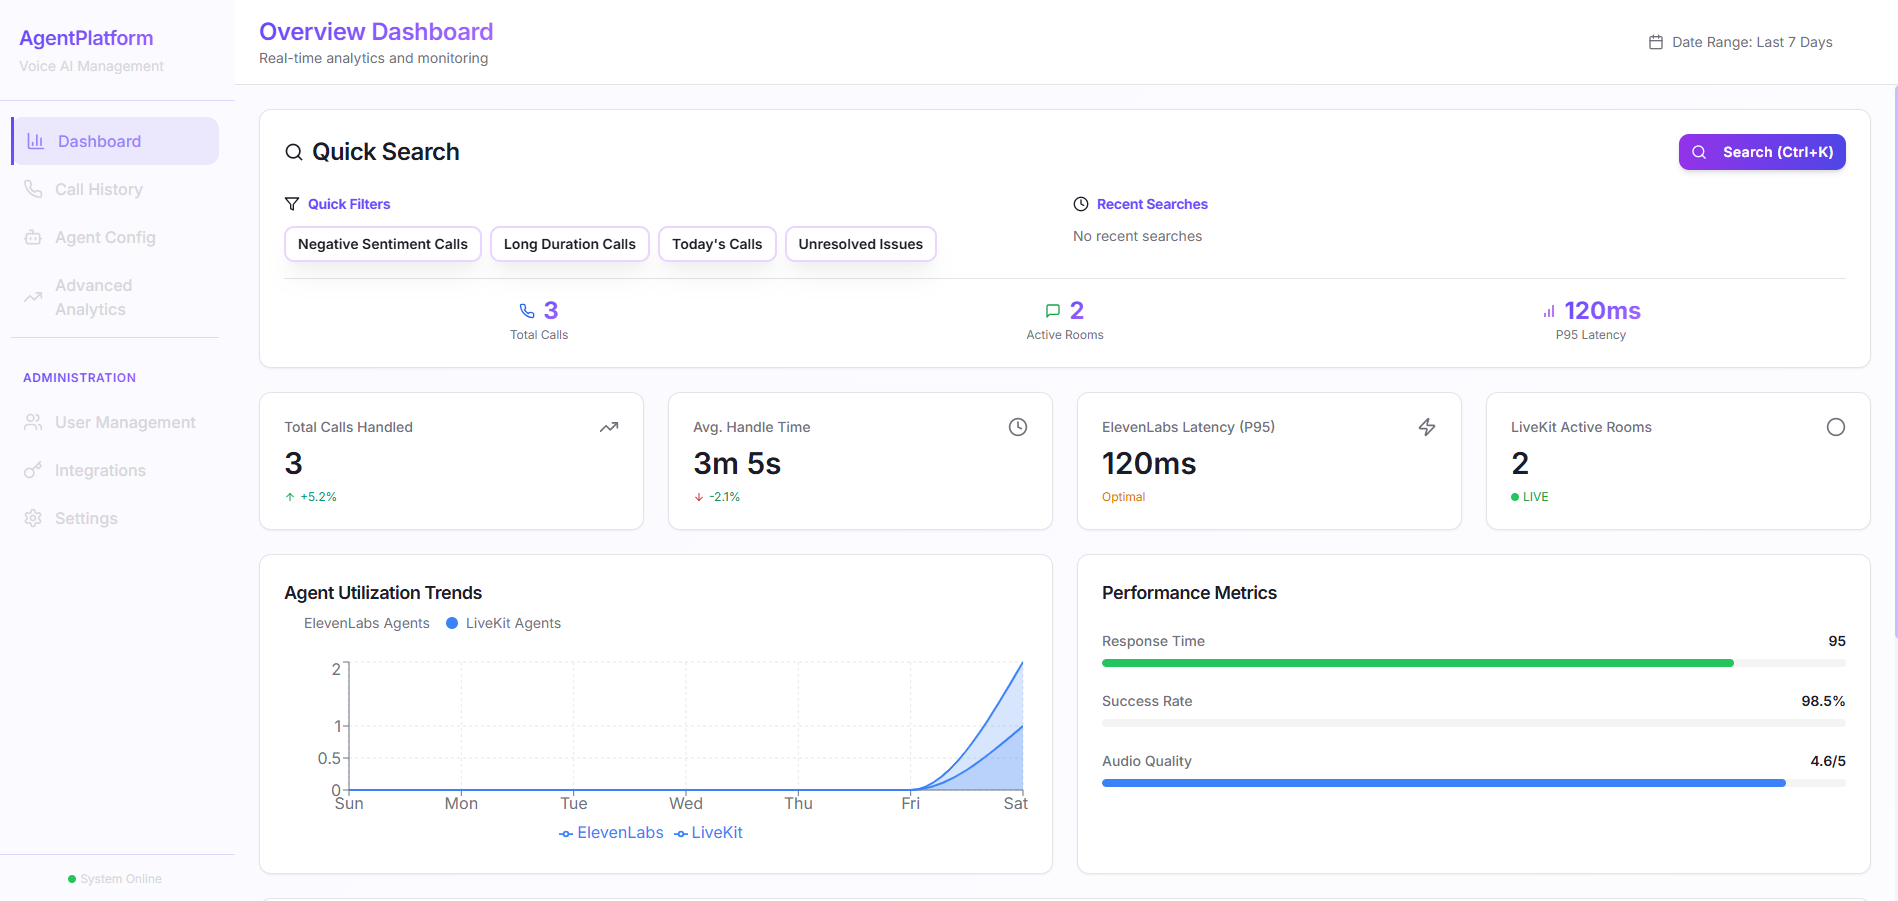 AgentPlatform
Voice AI Management
Dashboard
Call History
Agent Config
Advanced
Analytics
ADMINISTRATION
User Management
Integrations
Settings
System Online
Overview Dashboard
Real-time analytics and monitoring
Date Range: Last 7 Days
Quick Search
Search (Ctrl+K)
Quick Filters
Negative Sentiment Calls
Long Duration Calls
Today's Calls
Unresolved Issues
Recent Searches
No recent searches
3
Total Calls
2
Active Rooms
120ms
P95 Latency
Total Calls Handled
3
+5.2%
Avg. Handle Time
3m 5s
-2.1%
ElevenLabs Latency (P95)
120ms
Optimal
LiveKit Active Rooms
2
LIVE
Agent Utilization Trends
ElevenLabs Agents
LiveKit Agents
2
1
0.5
0
Sun Mon Tue Wed Thu Fri Sat
ElevenLabs LiveKit
Performance Metrics
Response Time 95
Success Rate 98.5%
Audio Quality 4.6/5